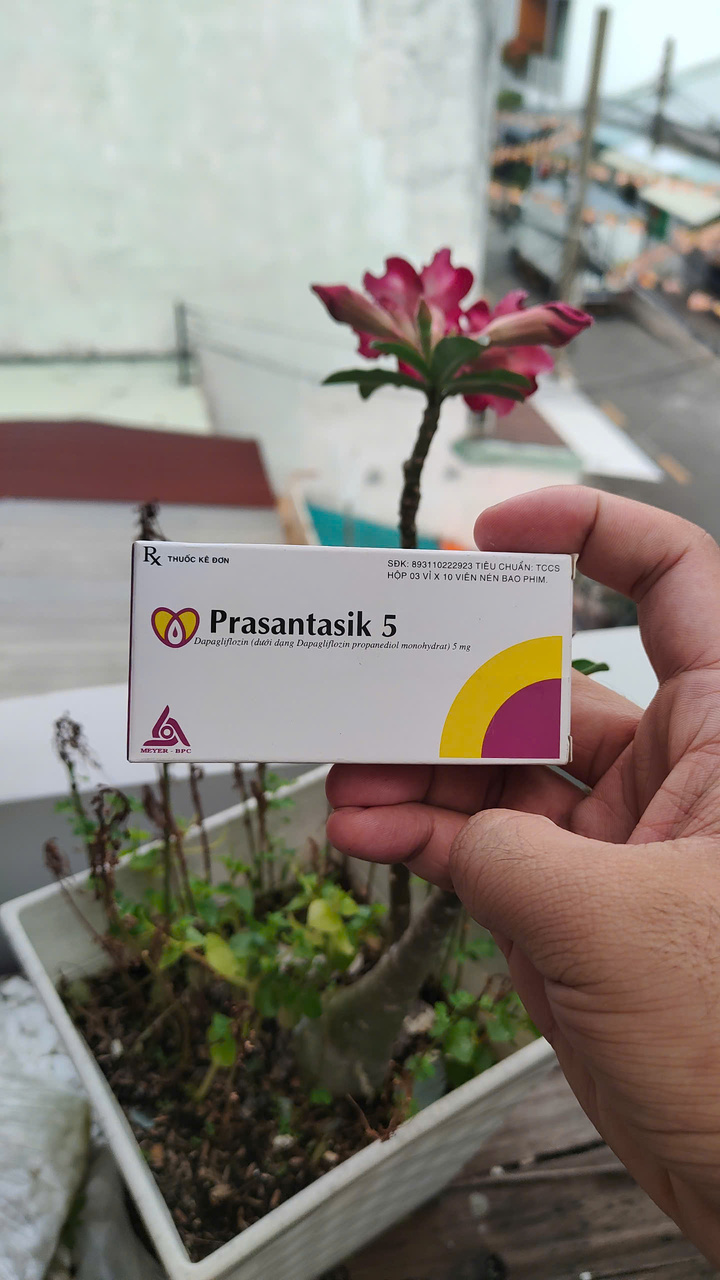 Rx THUỐC KÊ ĐƠN
SĐK: 893110222923 TIÊU CHUẨN: TCCS
HỘP 03 VỈ X 10 VIÊN NÉN BAO PHIM.
Prasantasik 5
Dapagliflozin (dưới dạng Dapagliflozin propanediol monohydrat) 5 mg
MEYER - BPC